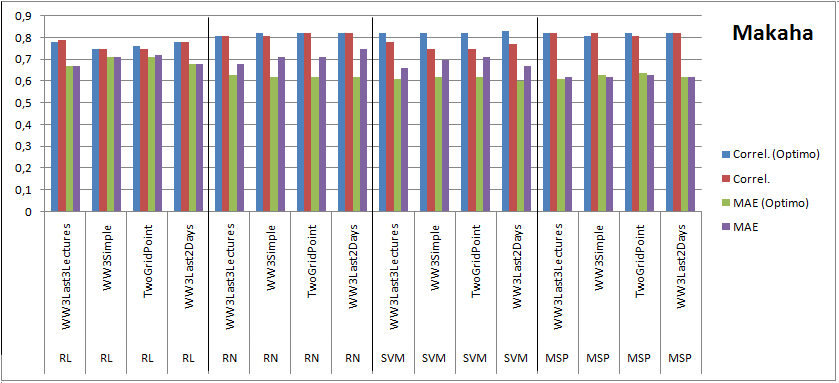 Makaha
0,9
0,8
0,7
0,6
0,5
0,4
0,3
0,2
0,1
0
Correl. (Optimo)
Correl.
MAE (Optimo)
MAE
WW3Last3Lectures
WW3Simple
TwoGridPoint
WW3Last2Days
WW3Last3Lectures
WW3Simple
TwoGridPoint
WW3Last2Days
WW3Last3Lectures
WW3Simple
TwoGridPoint
WW3Last2Days
WW3Last3Lectures
WW3Simple
TwoGridPoint
WW3Last2Days
RL RL RL RL RN RN RN RN SVM SVM SVM SVM MSP MSP MSP MSP